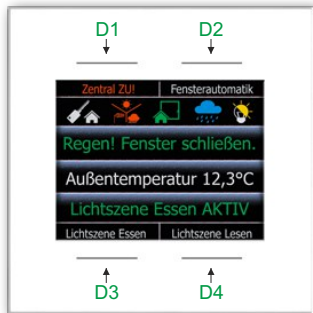 D1 D2
Zentral ZU! Fensterautomatik
Regen! Fenster schließen.
Außentemperatur 12,3°C
Lichtszene Essen AKTIV
Lichtszene Essen Lichtszene Lesen
D3 D4